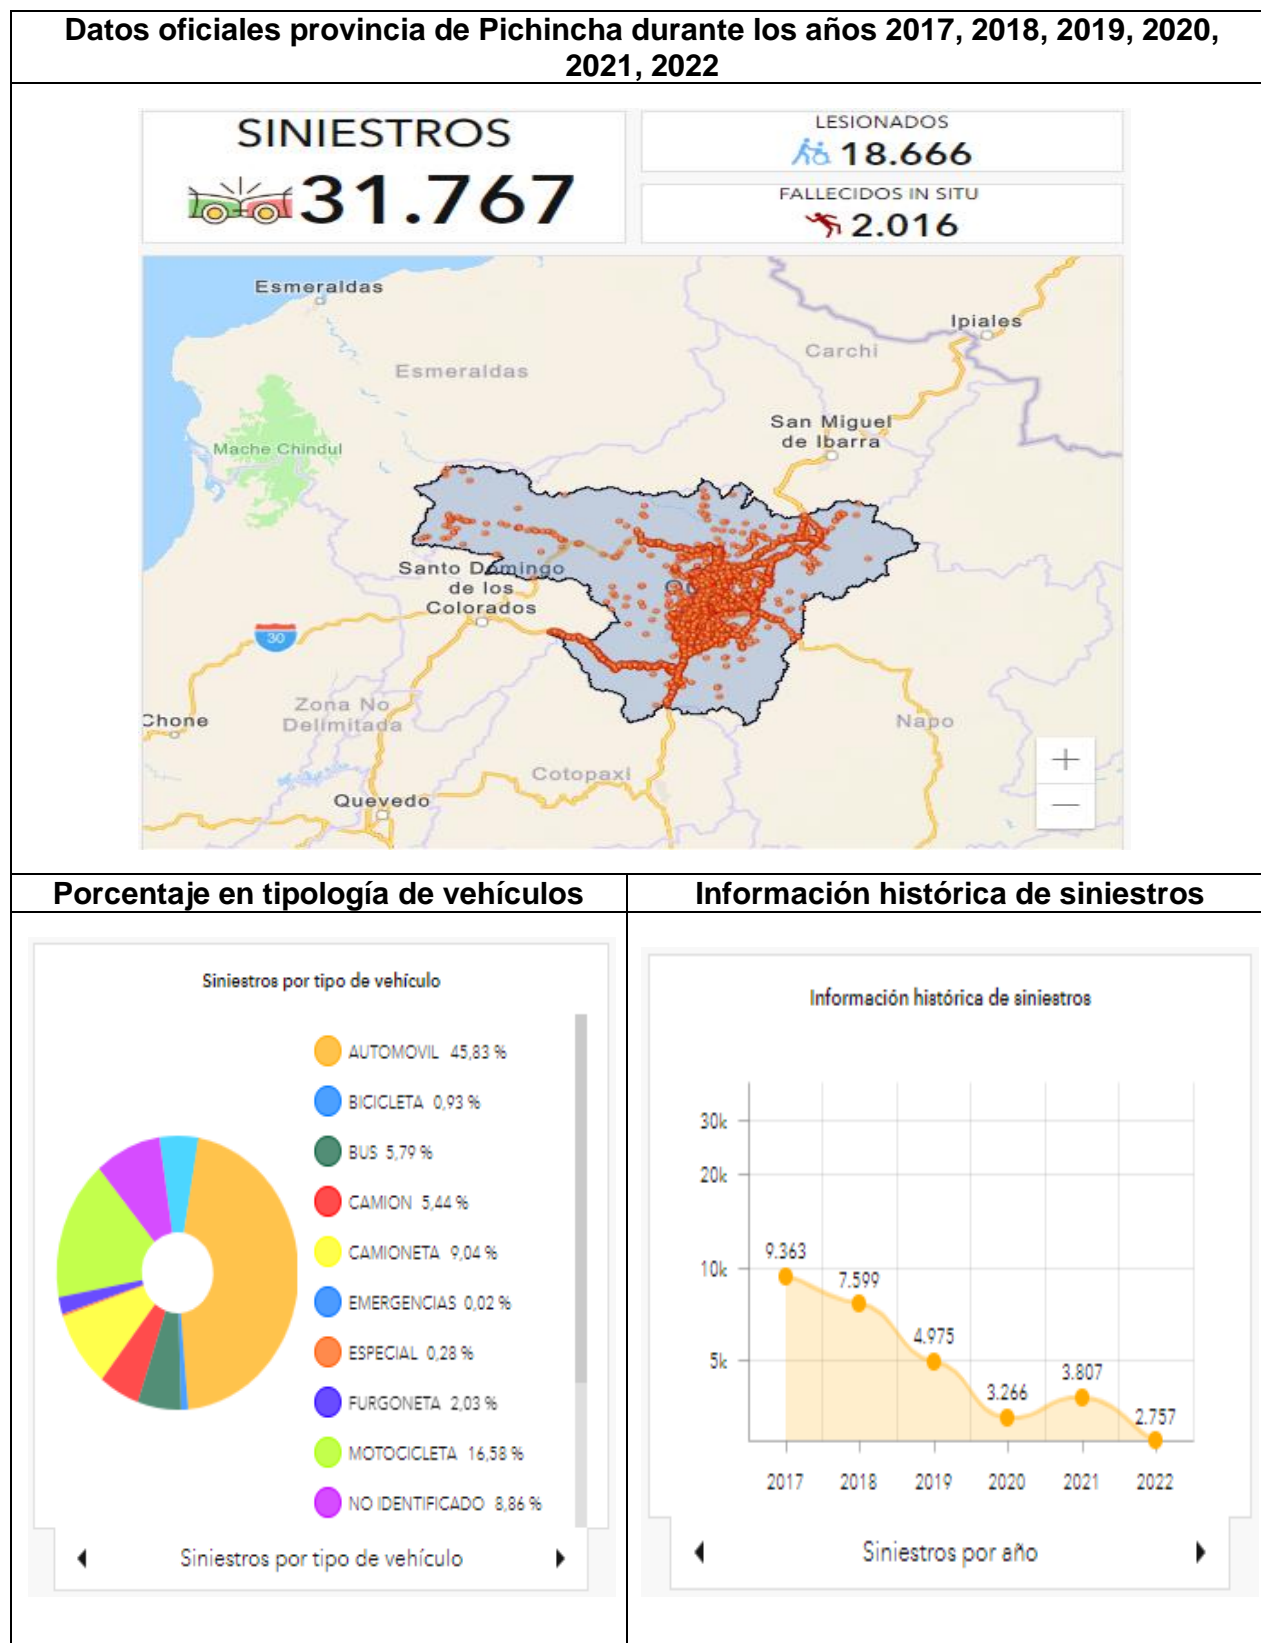 Datos oficiales provincia de Pichincha durante los años 2017, 2018, 2019, 2020,
2021, 2022
SINIESTROS
31.767
LESIONADOS
18.666
FALLECIDOS IN SITU
2.016
Esmeraldas
Ipiales
Carchi
Esmeraldas
San Miguel
de Ibarra
Mache Chindul
Santo Domingo
de los
Colorados
30
Zona No
Delimitada
Chone
Napo
Cotopaxi
Quevedo
+
−
Porcentaje en tipología de vehículos
Información histórica de siniestros
Siniestros por tipo de vehículo
AUTOMOVIL 45,83 %
BICICLETA 0,93 %
BUS 5,79 %
CAMION 5,44 %
CAMIONETA 9,04 %
EMERGENCIAS 0,02 %
ESPECIAL 0,28 %
FURGONETA 2,03 %
MOTOCICLETA 16,58 %
NO IDENTIFICADO 8,86 %
Siniestros por tipo de vehículo
Información histórica de siniestros
30k
20k
10k
5k
9.363
7.599
4.975
3.266
3.807
2.757
2017 2018 2019 2020 2021 2022
Siniestros por año